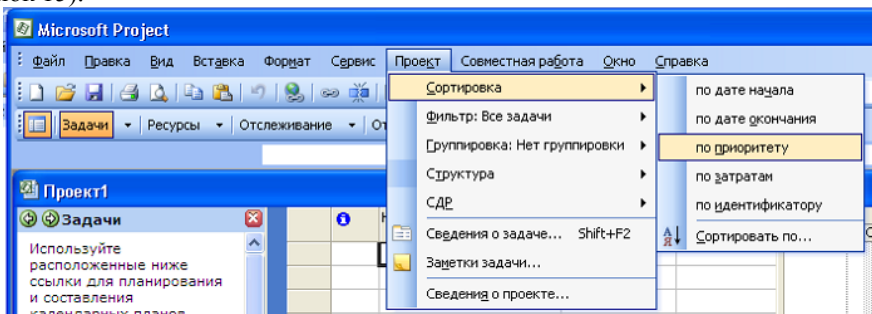 Microsoft Project
Файл Правка Вид Вставка Формат Сервис Проект Совместная работа Окно Справка
Задачи Ресурсы Отслеживание
Сортировка
Фильтр: Все задачи
Группировка: Нет группировки
Структура
СДР
Сведения о задаче... Shift+F2
Заметки задачи...
Сведения о проекте...
по дате начала
по дате окончания
по приоритету
по затратам
по идентификатору
Сортировать по...
Проект1
Задачи
Используйте
расположенные ниже
ссылки для планирования
и составления
календарных планов